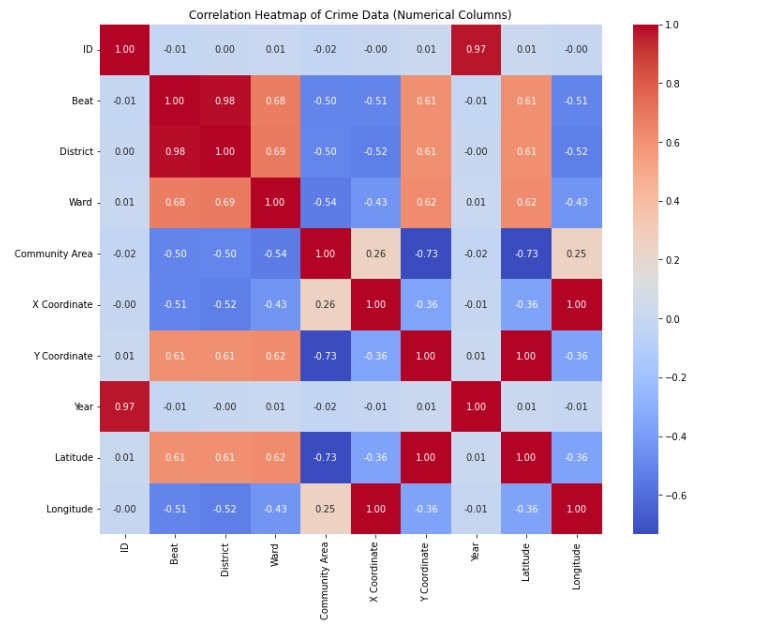 Correlation Heatmap of Crime Data (Numerical Columns)
ID 1.00 -0.01 0.00 0.01 -0.02 -0.00 0.01 0.97 0.01 -0.00
Beat -0.01 1.00 0.98 0.68 -0.50 -0.51 0.61 -0.01 0.61 -0.51
District 0.00 0.98 1.00 0.69 -0.50 -0.52 0.61 -0.00 0.61 -0.52
Ward 0.01 0.68 0.69 1.00 -0.54 -0.43 0.62 0.01 0.62 -0.43
Community Area -0.02 -0.50 -0.50 -0.54 1.00 0.26 -0.73 -0.02 -0.73 0.25
X Coordinate -0.00 -0.51 -0.52 -0.43 0.26 1.00 -0.36 -0.01 -0.36 1.00
Y Coordinate 0.01 0.61 0.61 0.62 -0.73 -0.36 1.00 0.01 1.00 -0.36
Year 0.97 -0.01 -0.00 0.01 -0.02 -0.01 0.01 1.00 0.01 -0.01
Latitude 0.01 0.61 0.61 0.62 -0.73 -0.36 1.00 0.01 1.00 -0.36
Longitude -0.00 -0.51 -0.52 -0.43 0.25 1.00 -0.36 -0.01 -0.36 1.00
ID
Beat
District
Ward
Community Area
X Coordinate
Y Coordinate
Year
Latitude
Longitude
1.0
0.8
0.6
0.4
0.2
0.0
−0.2
−0.4
−0.6